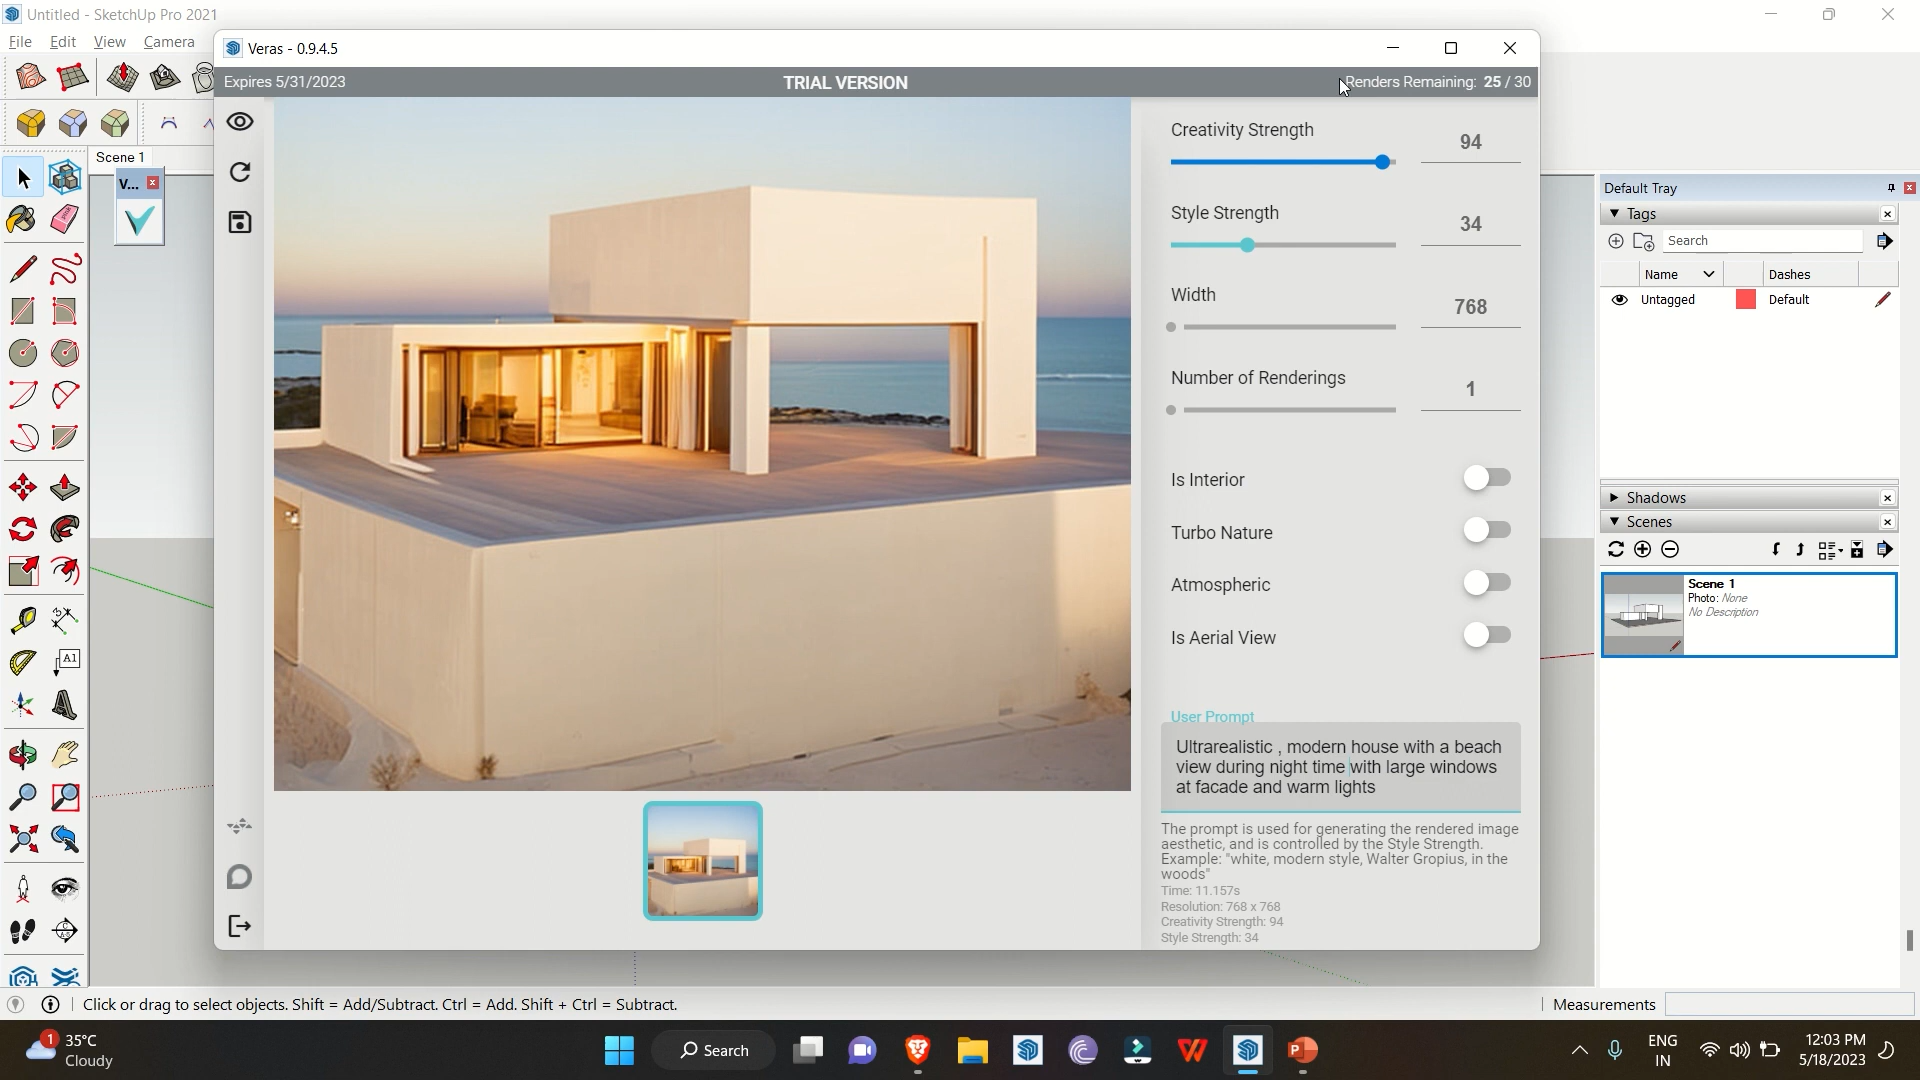 Untitled - SketchUp Pro 2021
File Edit View Camera
Veras - 0.9.4.5
Expires 5/31/2023 TRIAL VERSION Renders Remaining: 25 / 30
Scene 1
V...
Creativity Strength 94
Style Strength 34
Width 768
Number of Renderings 1
Is Interior
Turbo Nature
Atmospheric
Is Aerial View
User Prompt
Ultrarealistic , modern house with a beach
view during night time with large windows
at facade and warm lights
The prompt is used for generating the rendered image
aesthetic, and is controlled by the Style Strength.
Example: "white, modern style, Walter Gropius, in the
woods"
Time: 11.157s
Resolution: 768 x 768
Creativity Strength: 94
Style Strength: 34
A1
Default Tray
Tags
Search
Name Dashes
Untagged Default
Shadows
Scenes
Scene 1
Photo: None
No Description
Click or drag to select objects. Shift = Add/Subtract. Ctrl = Add. Shift + Ctrl = Subtract.
Measurements
1
35°C
Cloudy
Search
ENG
IN
12:03 PM
5/18/2023